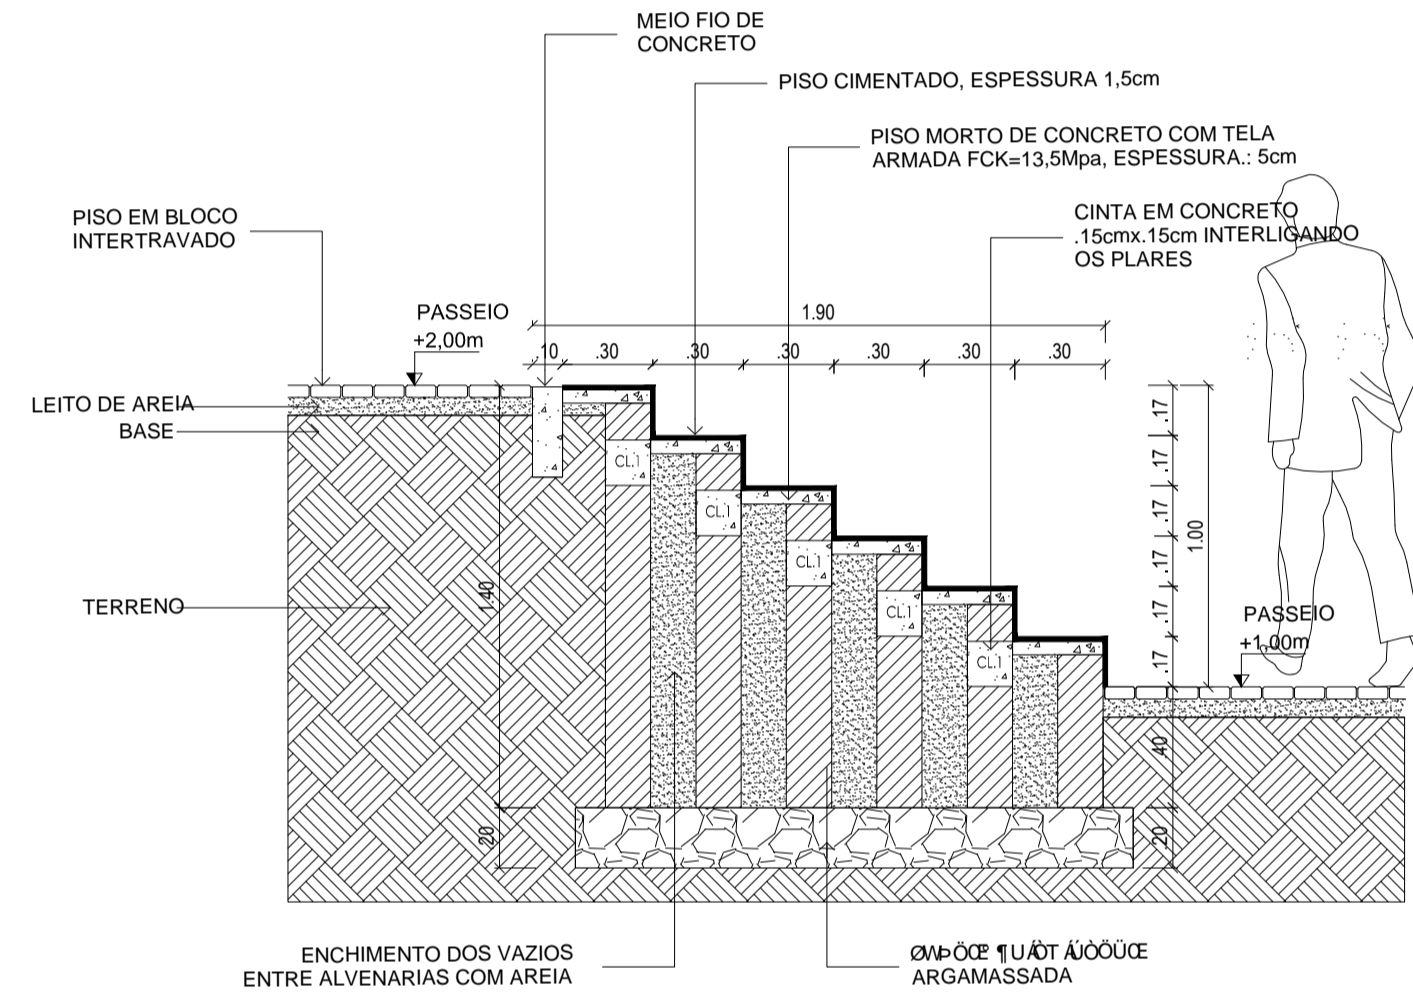 MEIO FIO DE
CONCRETO
PISO CIMENTADO, ESPESSURA 1,5cm
PISO MORTO DE CONCRETO COM TELA
ARMADA FCK=13,5Mpa, ESPESSURA.: 5cm
CINTA EM CONCRETO
.15cmx.15cm INTERLIGANDO
OS PLARES
PISO EM BLOCO
INTERTRAVADO
PASSEIO
+2,00m
1.90
.10 .30 .30 .30 .30 .30 .30
LEITO DE AREIA
BASE
TERRENO
CL.1
CL.1
CL.1
CL.1
CL.1
1.40
.20
.17
.17
.17
.17
.17
.17
1.00
.40
.20
PASSEIO
+1,00m
ENCHIMENTO DOS VAZIOS
ENTRE ALVENARIAS COM AREIA
ARGAMASSADA